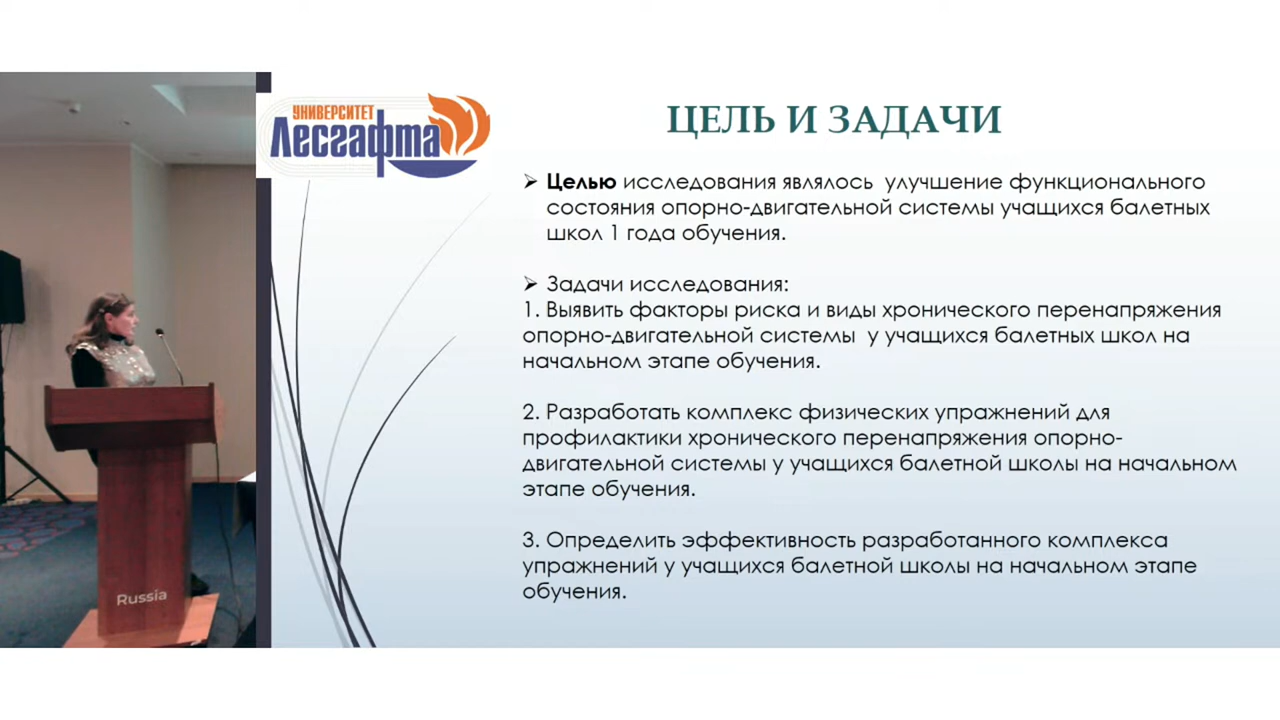 УНИВЕРСИТЕТ
Лесгафта
ЦЕЛЬ И ЗАДАЧИ
➢ Целью исследования являлось улучшение функционального
состояния опорно-двигательной системы учащихся балетных
школ 1 года обучения.
➢ Задачи исследования:
1. Выявить факторы риска и виды хронического перенапряжения
опорно-двигательной системы у учащихся балетных школ на
начальном этапе обучения.
2. Разработать комплекс физических упражнений для
профилактики хронического перенапряжения опорно-
двигательной системы у учащихся балетной школы на начальном
этапе обучения.
3. Определить эффективность разработанного комплекса
упражнений у учащихся балетной школы на начальном этапе
обучения.
Russia